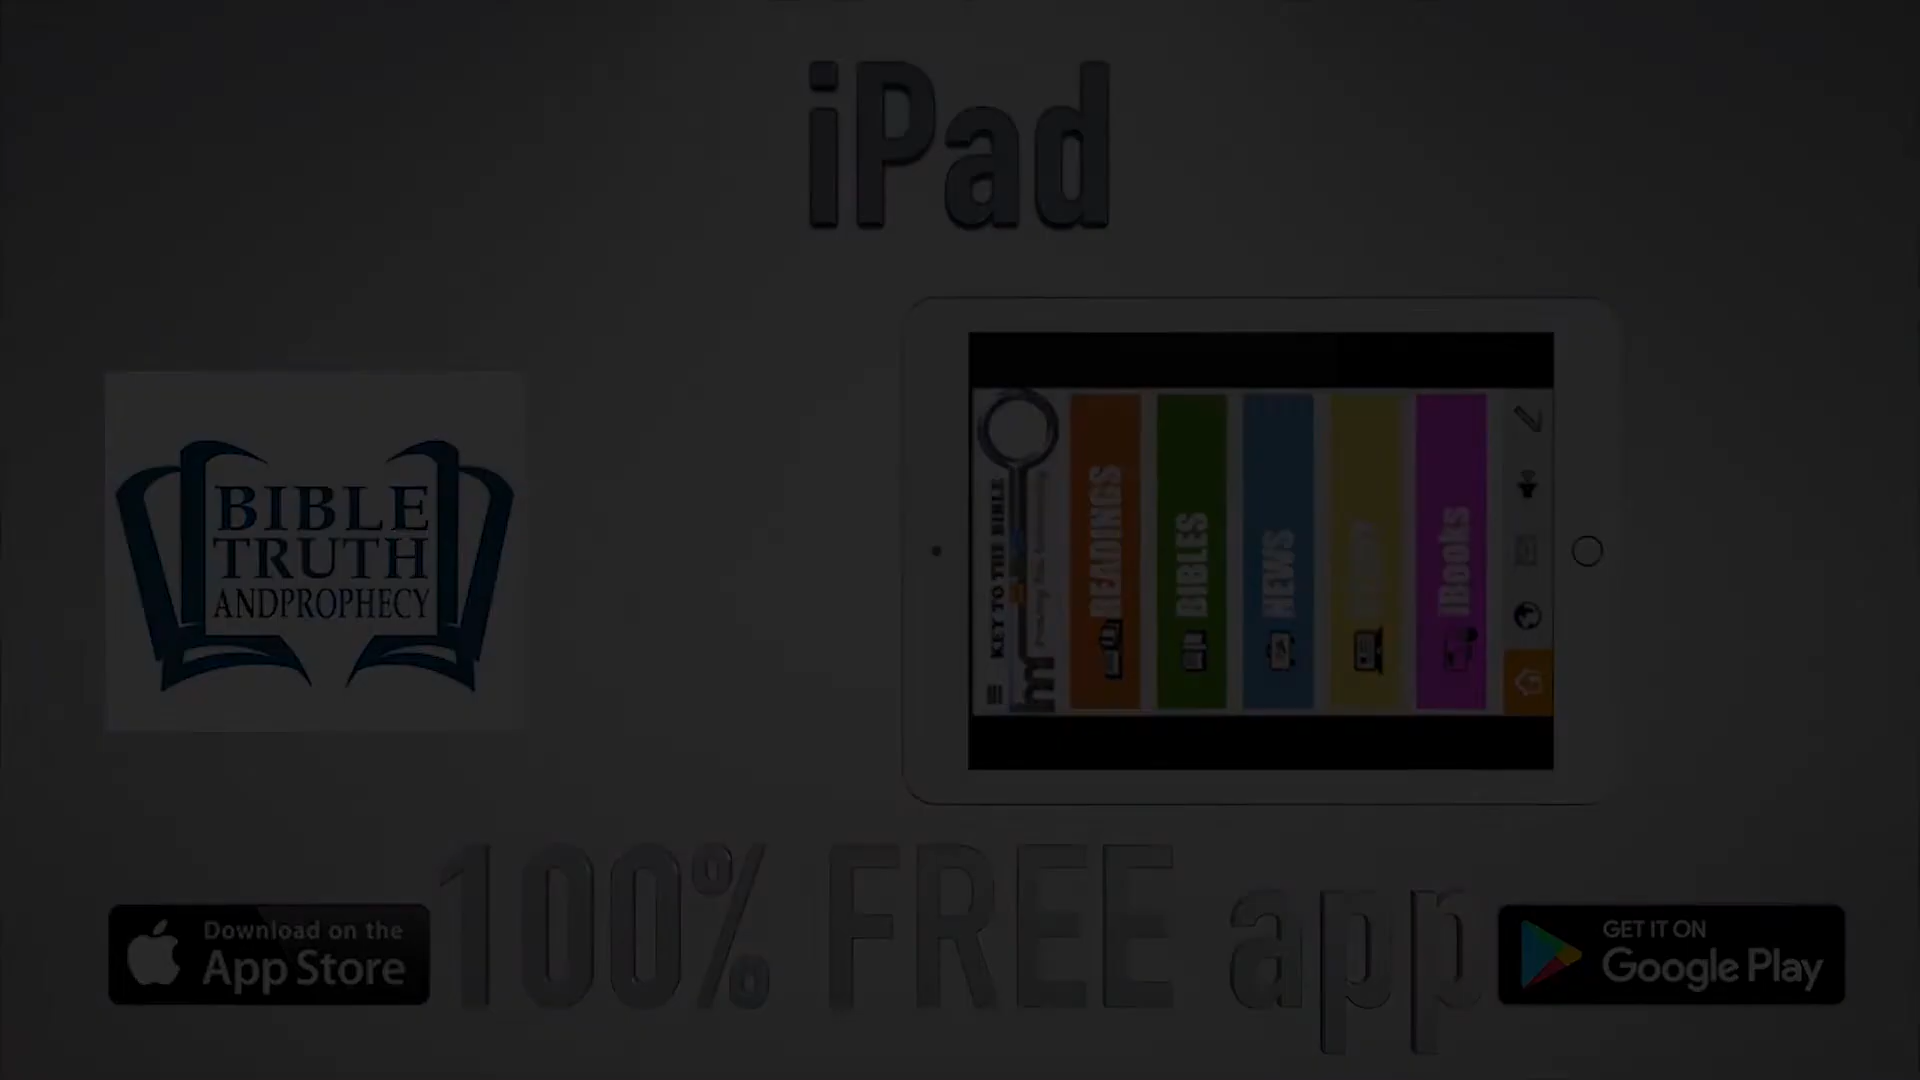 iPad
BIBLE
TRUTH
ANDPROPHECY
KEY TO THE BIBLE
READINGS
BIBLES
NEWS
iBooks
100% FREE app
Download on the
App Store
GET IT ON
Google Play